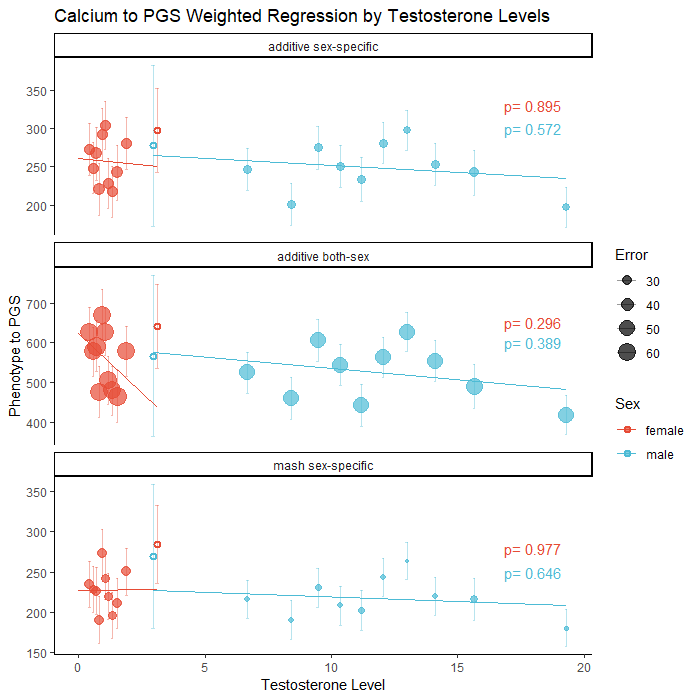 Calcium to PGS Weighted Regression by Testosterone Levels
additive sex-specific
350
300
250
200
p= 0.895
p= 0.572
additive both-sex
700
600
500
400
p= 0.296
p= 0.389
mash sex-specific
350
300
250
200
150
p= 0.977
p= 0.646
0
5
10
15
20
Testosterone Level
Phenotype to PGS
Error
30
40
50
60
Sex
female
male